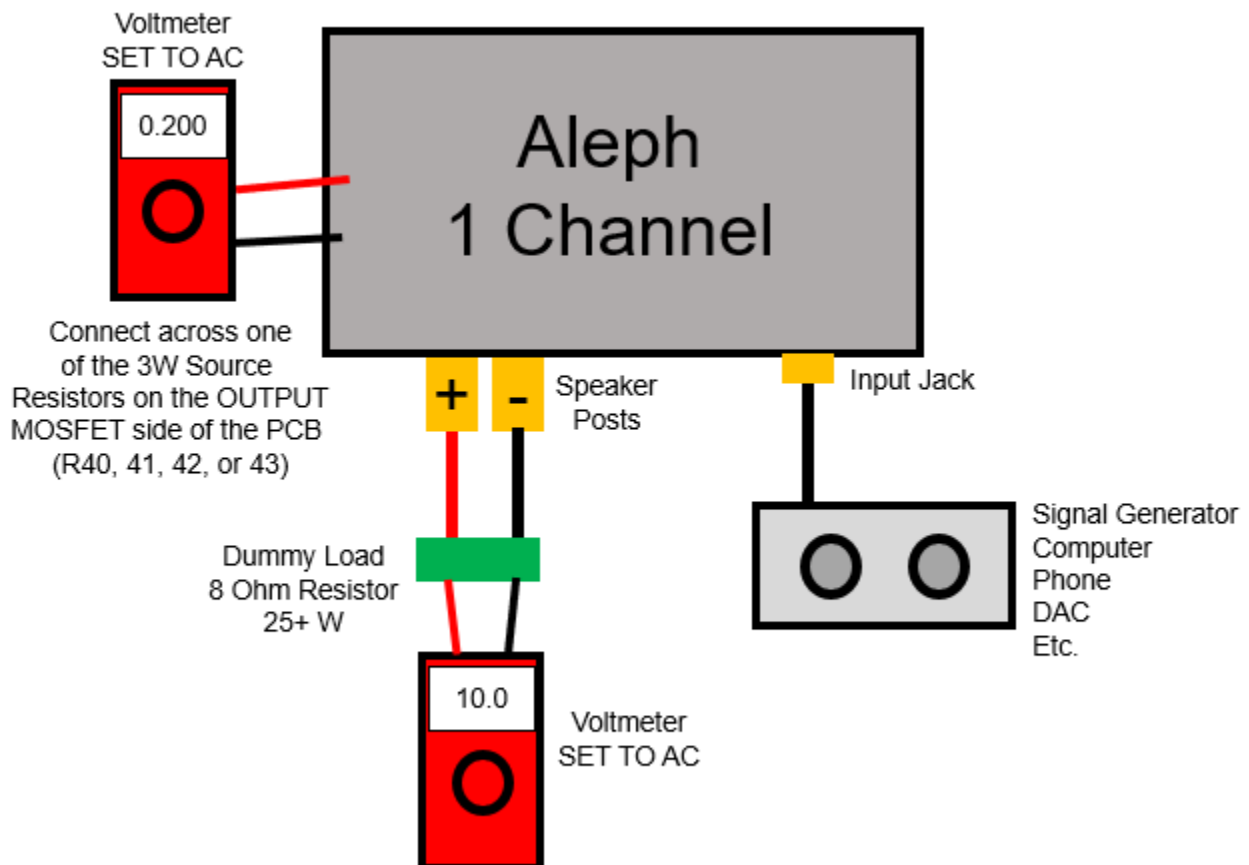 Voltmeter
SET TO AC
0.200
Aleph
1 Channel
Connect across one
of the 3W Source
Resistors on the OUTPUT
MOSFET side of the PCB
(R40, 41, 42, or 43)
+
-
Speaker
Posts
Input Jack
Dummy Load
8 Ohm Resistor
25+ W
Signal Generator
Computer
Phone
DAC
Etc.
10.0
Voltmeter
SET TO AC